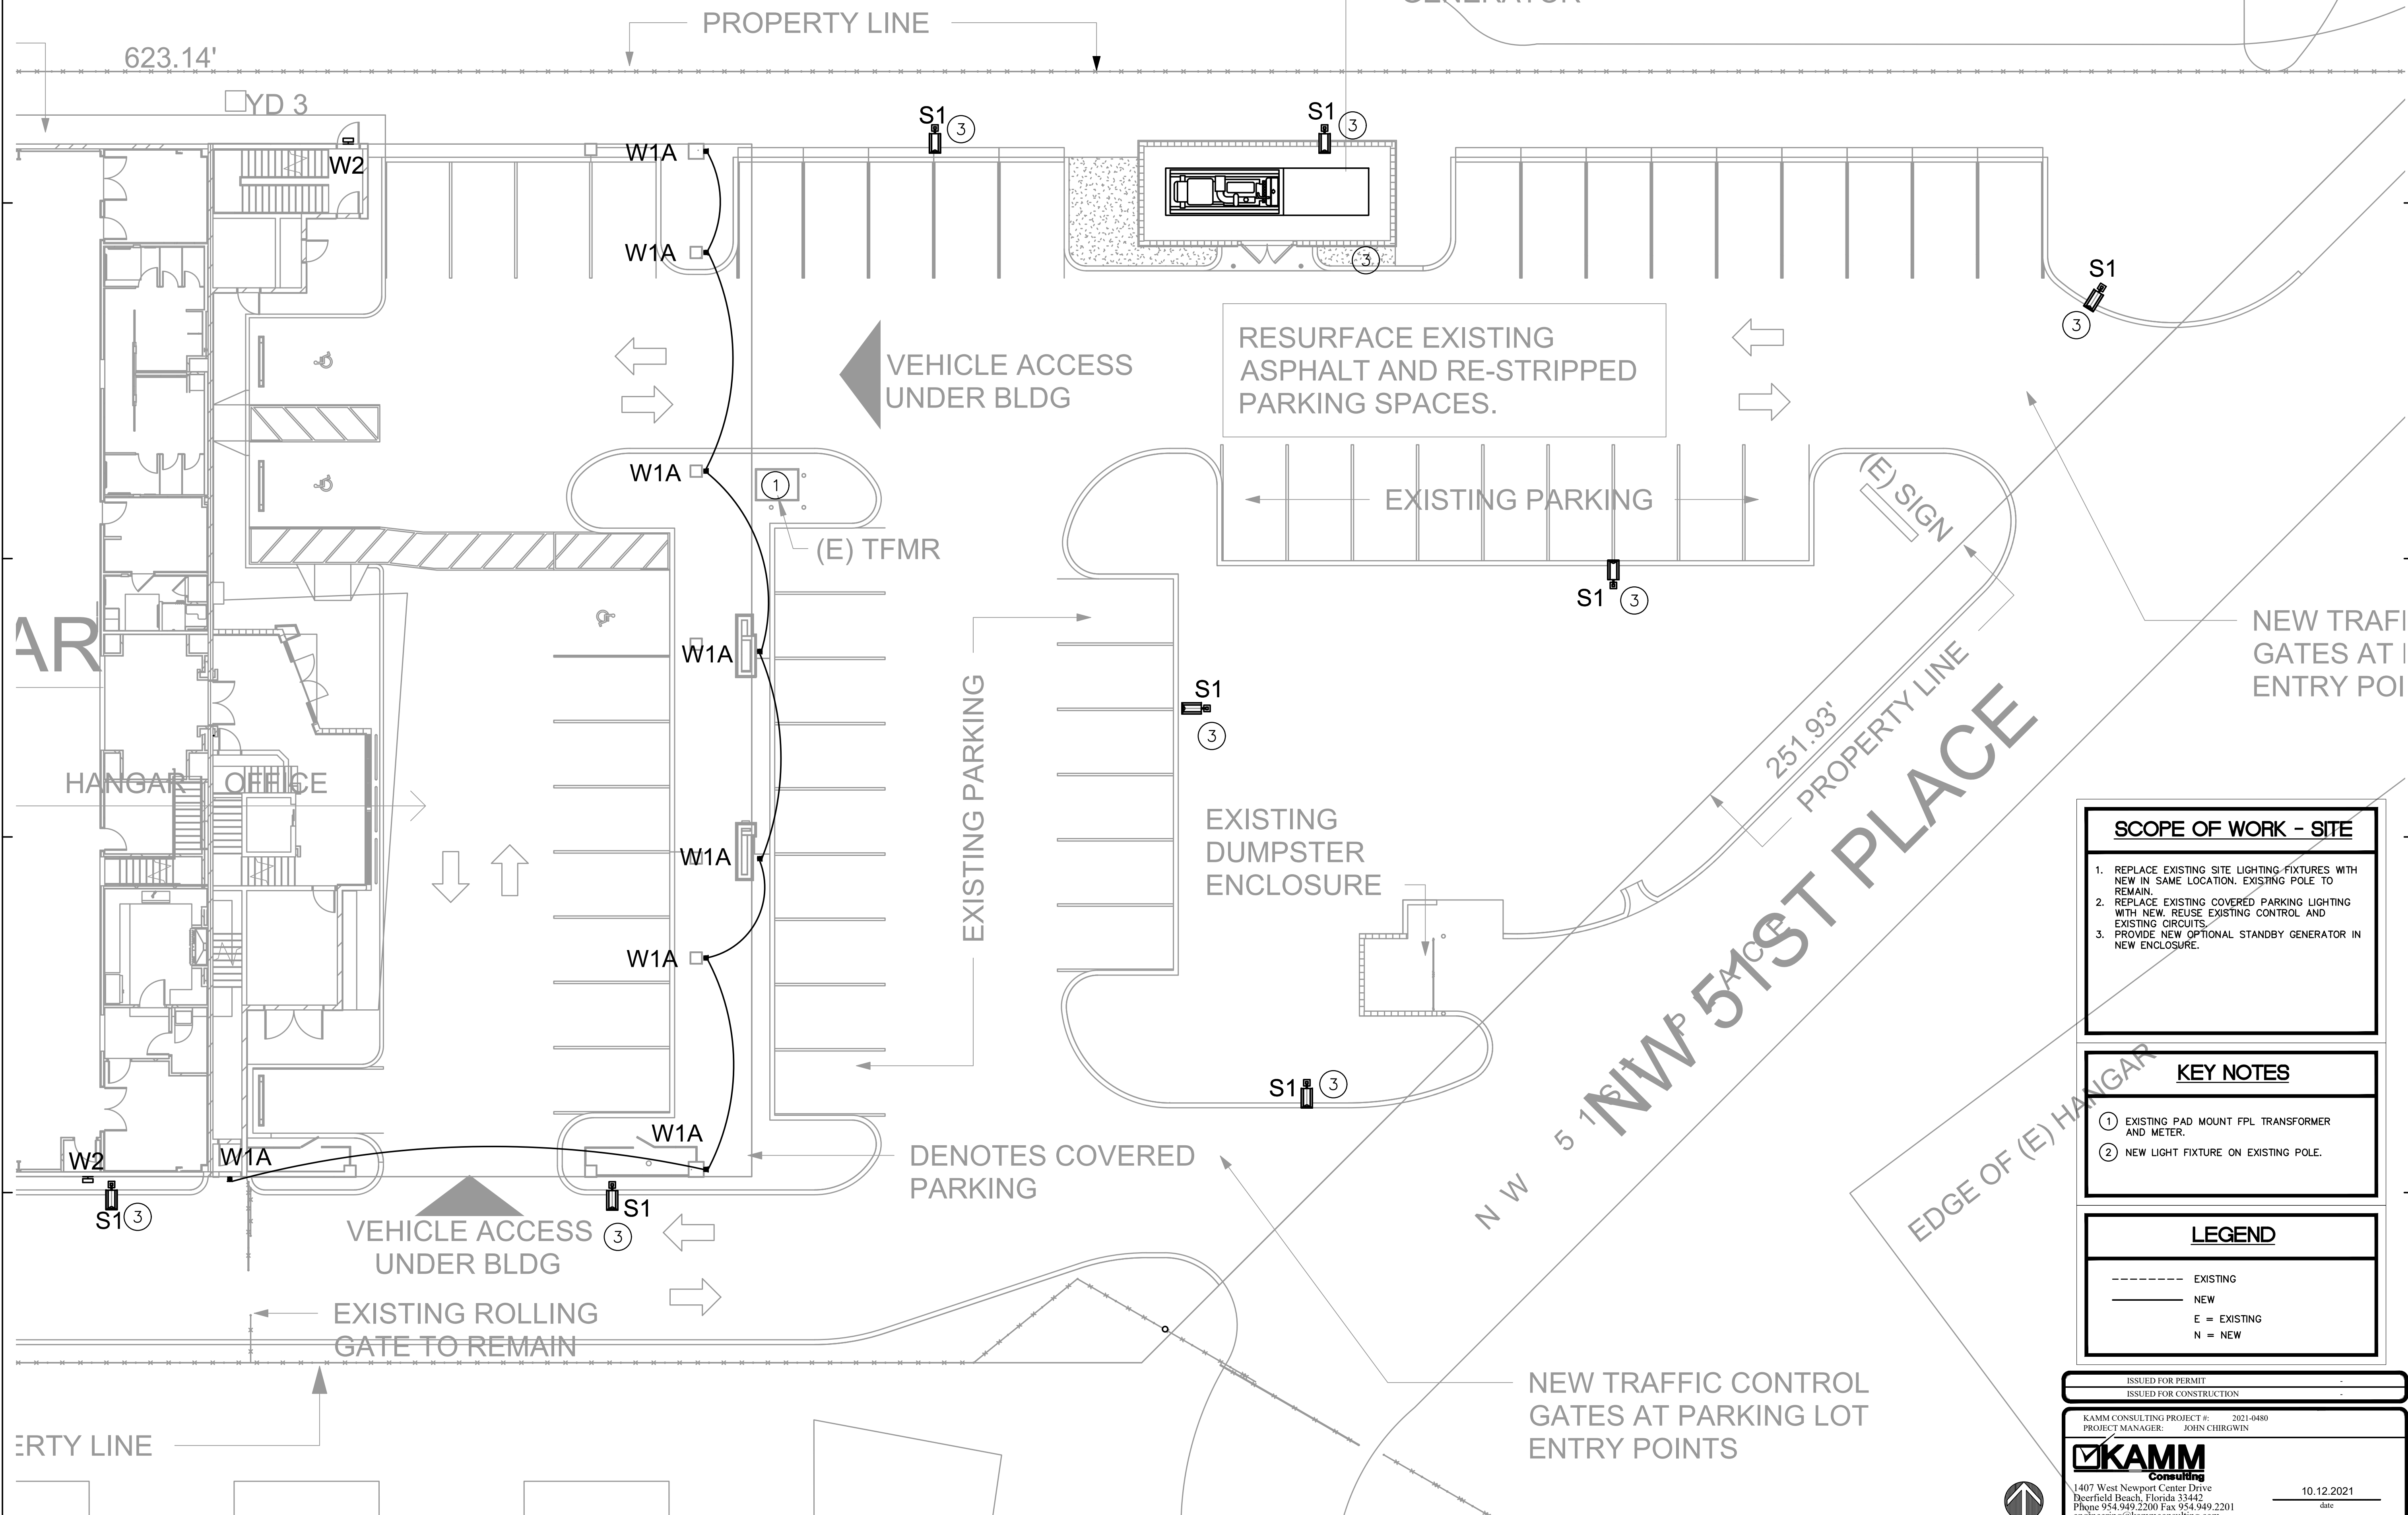 PROPERTY LINE
623.14'
YD 3
S1
3
S1
3
W2
W1A
W1A
3
S1
3
VEHICLE ACCESS
UNDER BLDG
RESURFACE EXISTING
ASPHALT AND RE-STRIPPED
PARKING SPACES.
W1A
1
(E) TFMR
EXISTING PARKING
(E) SIGN
S1
3
AR
W1A
NEW TRAFI
GATES AT
ENTRY POI
S1
3
EXISTING PARKING
251.93'
PROPERTY LINE
HANGAR
OFFICE
W1A
EXISTING
DUMPSTER
ENCLOSURE
W1A
NW 51ST PLACE
NW 51ST PLACE
S1
3
W1A
DENOTES COVERED
PARKING
W2
W1A
S1
3
S1
3
VEHICLE ACCESS
UNDER BLDG
EXISTING ROLLING
GATE TO REMAIN
EDGE OF (E) HANGAR
NEW TRAFFIC CONTROL
GATES AT PARKING LOT
ENTRY POINTS
ERTY LINE
SCOPE OF WORK - SITE
1. REPLACE EXISTING SITE LIGHTING FIXTURES WITH
NEW IN SAME LOCATION. EXISTING POLE TO
REMAIN.
2. REPLACE EXISTING COVERED PARKING LIGHTING
WITH NEW. REUSE EXISTING CONTROL AND
EXISTING CIRCUITS.
3. PROVIDE NEW OPTIONAL STANDBY GENERATOR IN
NEW ENCLOSURE.
KEY NOTES
1 EXISTING PAD MOUNT FPL TRANSFORMER
AND METER.
2 NEW LIGHT FIXTURE ON EXISTING POLE.
LEGEND
EXISTING
NEW
E = EXISTING
N = NEW
ISSUED FOR PERMIT -
ISSUED FOR CONSTRUCTION -
KAMM CONSULTING PROJECT #: 2021-0480
PROJECT MANAGER: JOHN CHIRGWIN
KAMM
Consulting
1407 West Newport Center Drive
Deerfield Beach, Florida 33442
Phone 954.949.2200 Fax 954.949.2201
10.12.2021
date